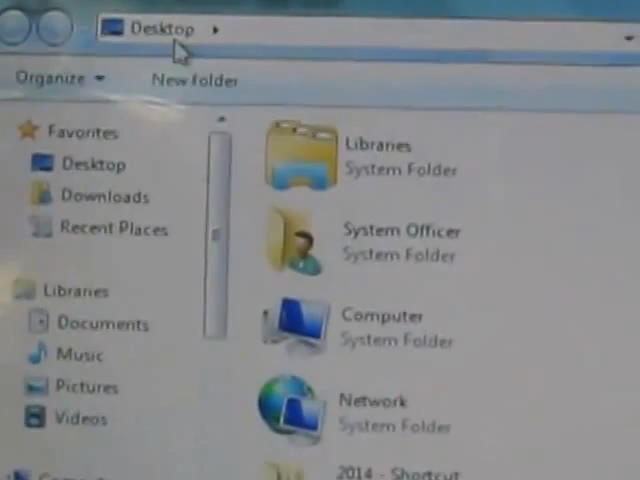 Desktop
Organize
New folder
Favorites
Desktop
Downloads
Recent Places
Libraries
Documents
Music
Pictures
Videos
Libraries
System Folder
System Officer
System Folder
Computer
System Folder
Network
System Folder
2014 - Shortcut